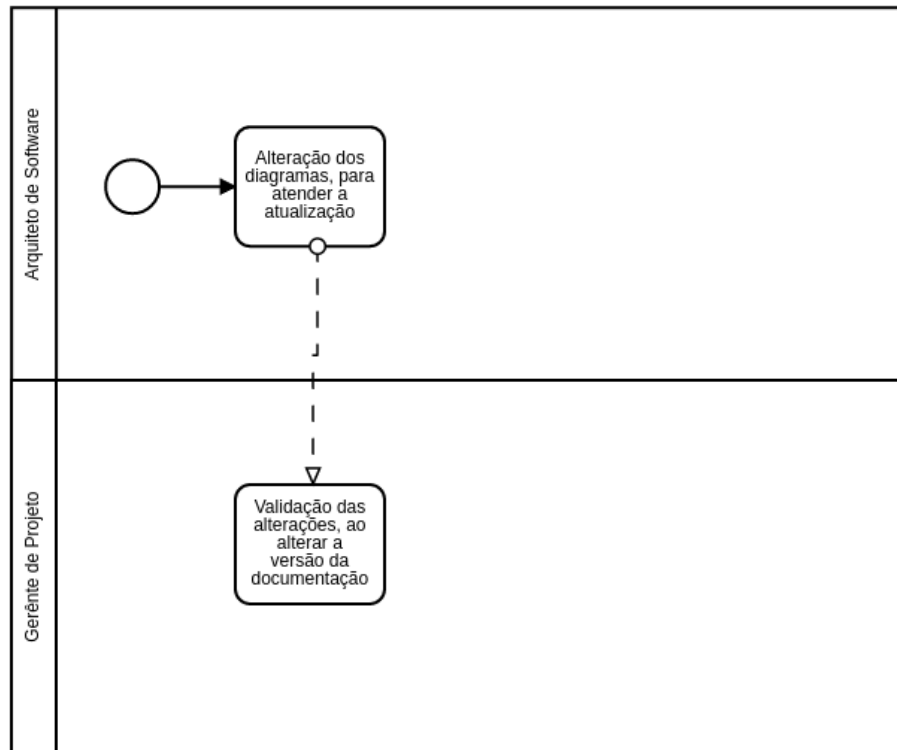 Arquiteto de Software
Alteração dos
diagramas, para
atender a
atualização
Gerênte de Projeto
Validação das
alterações, ao
alterar a
versão da
documentação